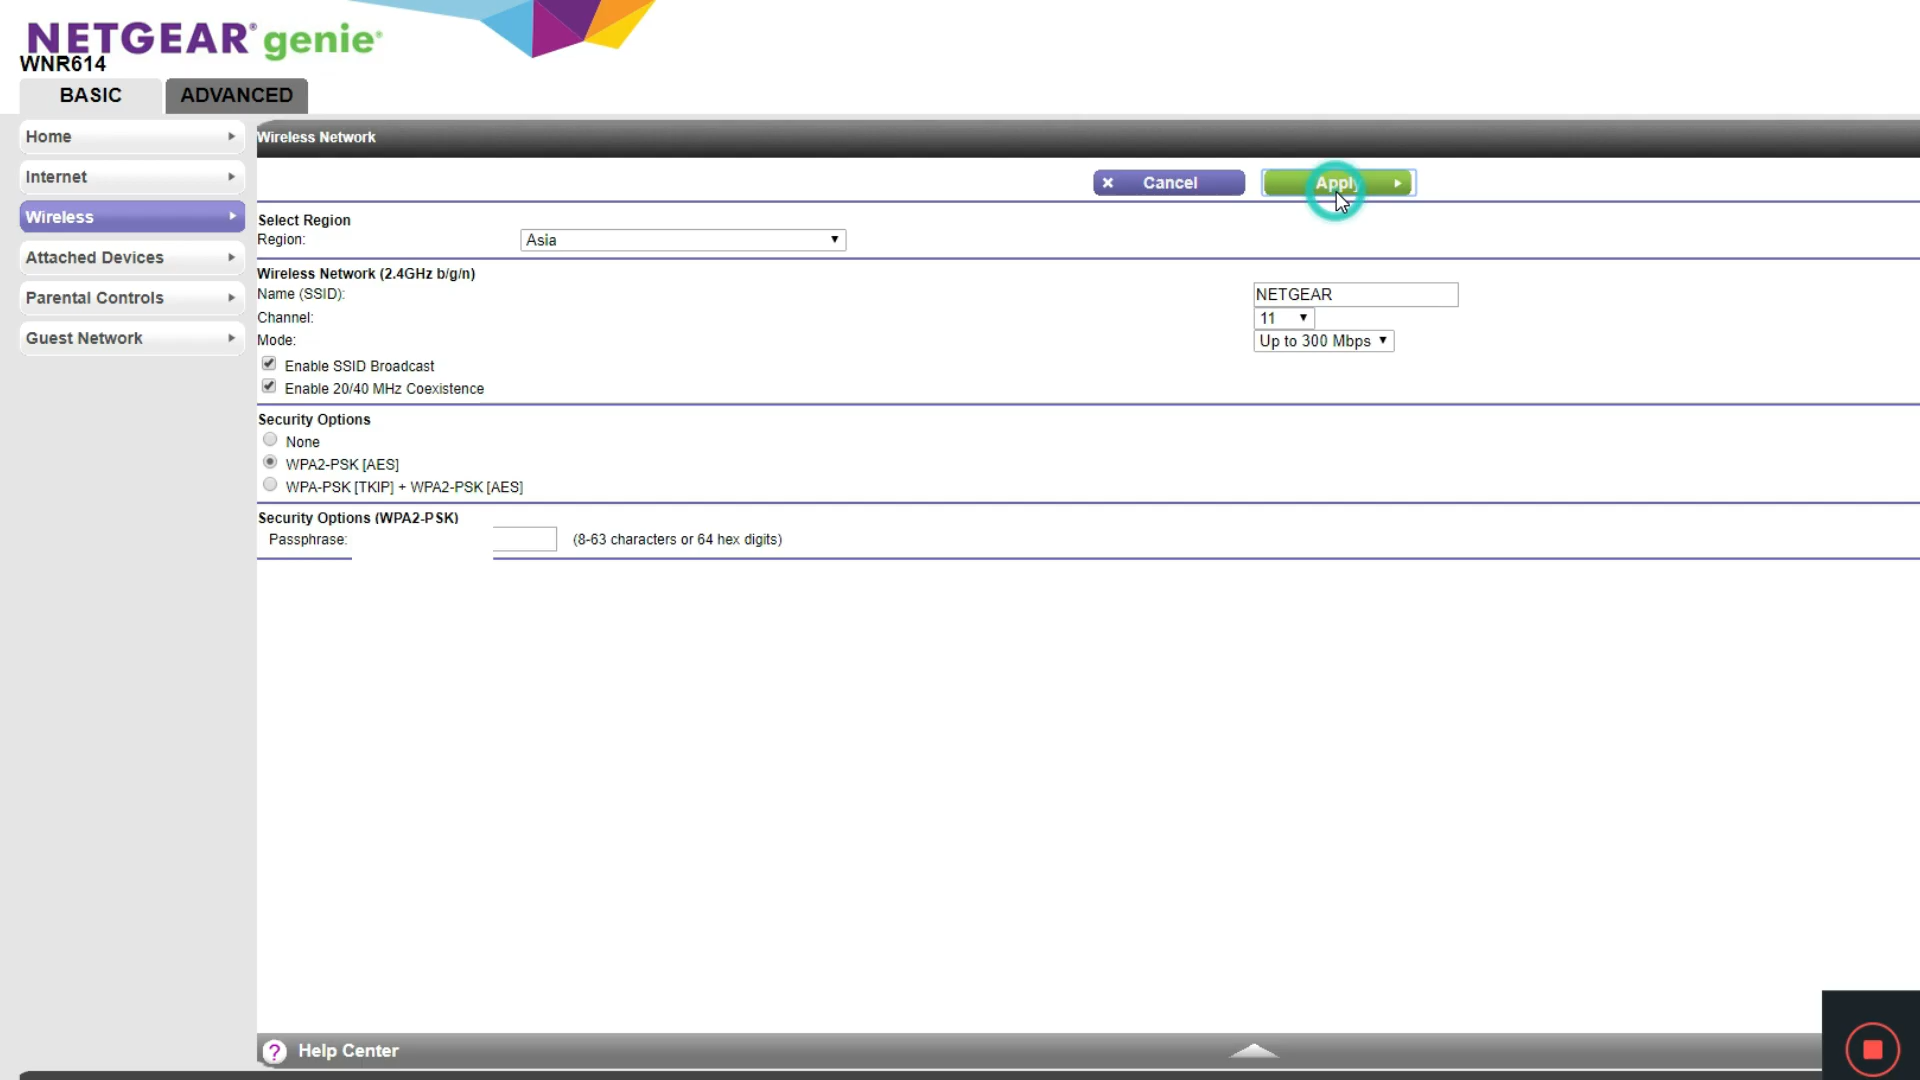 NETGEAR® genie®
WNR614
BASIC
ADVANCED
Home
Internet
Wireless
Attached Devices
Parental Controls
Guest Network
Wireless Network
Cancel
Apply
Select Region
Region:
Asia
Wireless Network (2.4GHz b/g/n)
Name (SSID):
NETGEAR
Channel:
11
Mode:
Up to 300 Mbps
Enable SSID Broadcast
Enable 20/40 MHz Coexistence
Security Options
None
WPA2-PSK [AES]
WPA-PSK [TKIP] + WPA2-PSK [AES]
Security Options (WPA2-PSK)
Passphrase:
(8-63 characters or 64 hex digits)
? Help Center